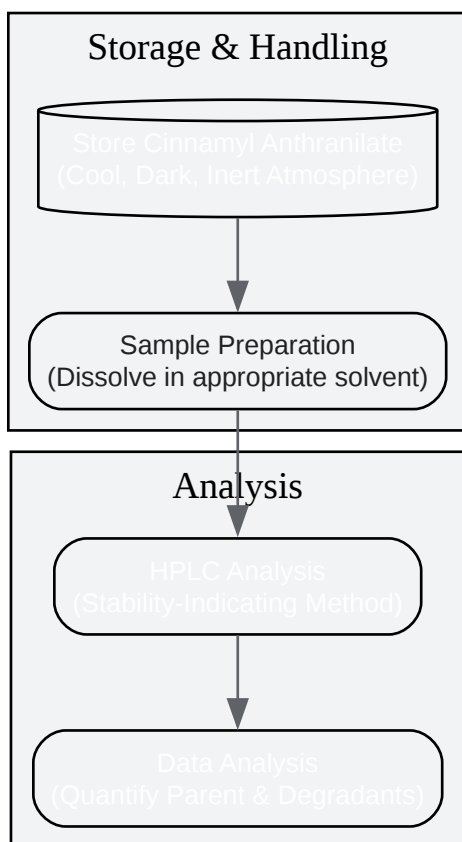 Storage & Handling
Store Cinnamyl Anthranilate
(Cool, Dark, Inert Atmosphere)
Sample Preparation
(Dissolve in appropriate solvent)
Analysis
HPLC Analysis
(Stability-Indicating Method)
Data Analysis
(Quantify Parent & Degradants)